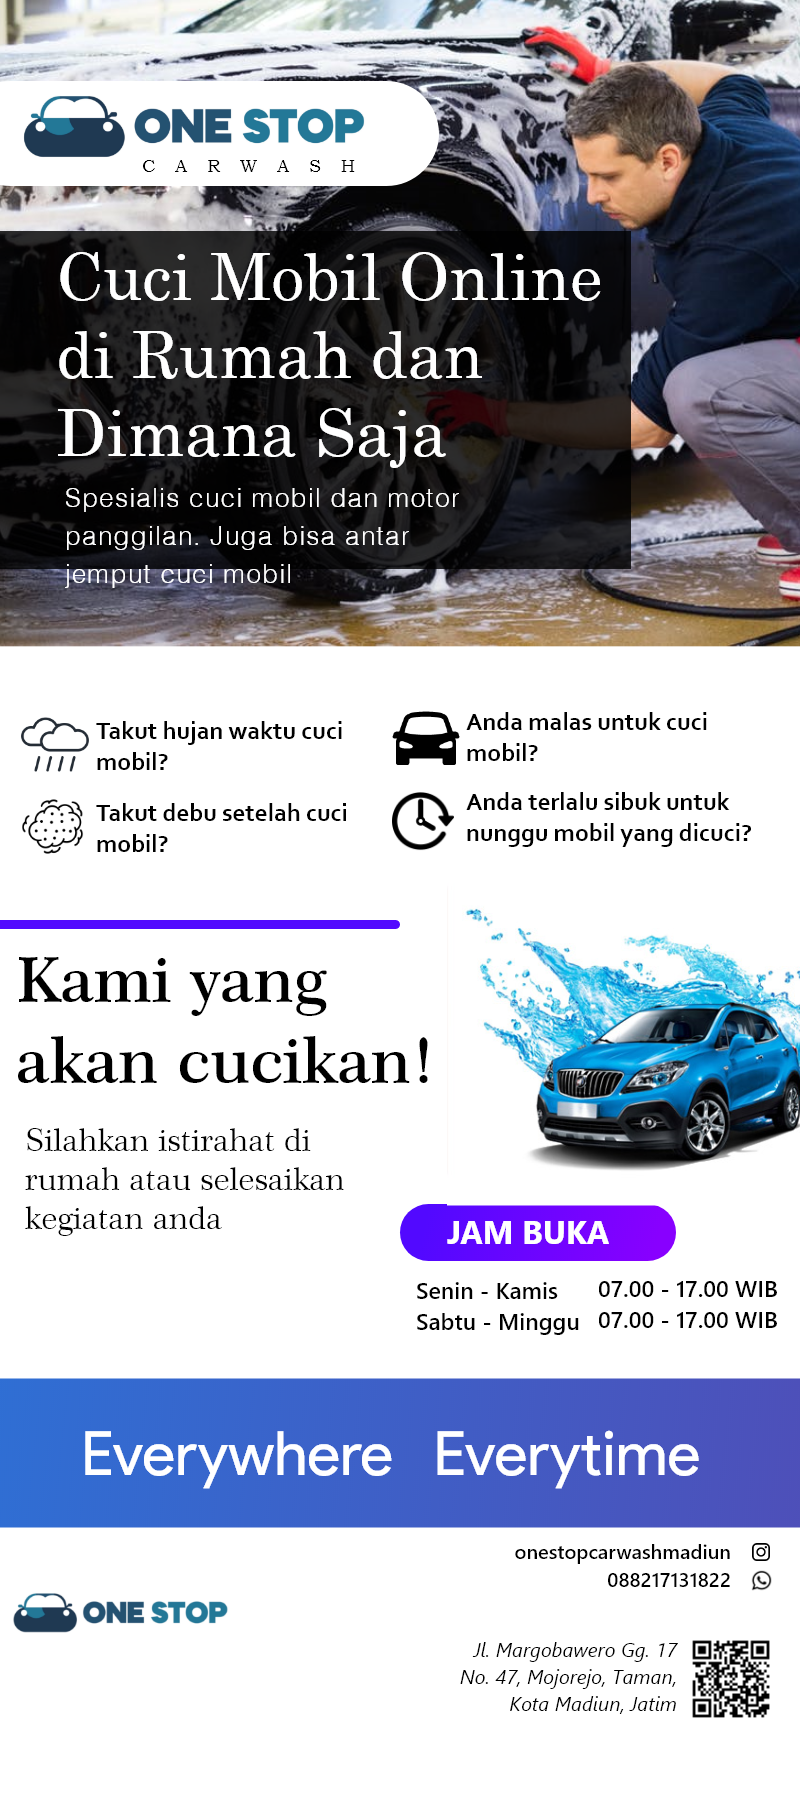 ONE STOP
CARWASH
Cuci Mobil Online
di Rumah dan
Dimana Saja
Spesialis cuci mobil dan motor
panggilan. Juga bisa antar
jemput cuci mobil
Takut hujan waktu cuci
mobil?
Anda malas untuk cuci
mobil?
Takut debu setelah cuci
mobil?
Anda terlalu sibuk untuk
nunggu mobil yang dicuci?
Kami yang
akan cucikan!
Silahkan istirahat di
rumah atau selesaikan
kegiatan anda
JAM BUKA
Senin - Kamis 07.00 - 17.00 WIB
Sabtu - Minggu 07.00 - 17.00 WIB
Everywhere Everytime
onestopcarwashmadiun
088217131822
ONE STOP
Jl. Margobawero Gg. 17
No. 47, Mojorejo, Taman,
Kota Madiun, Jatim